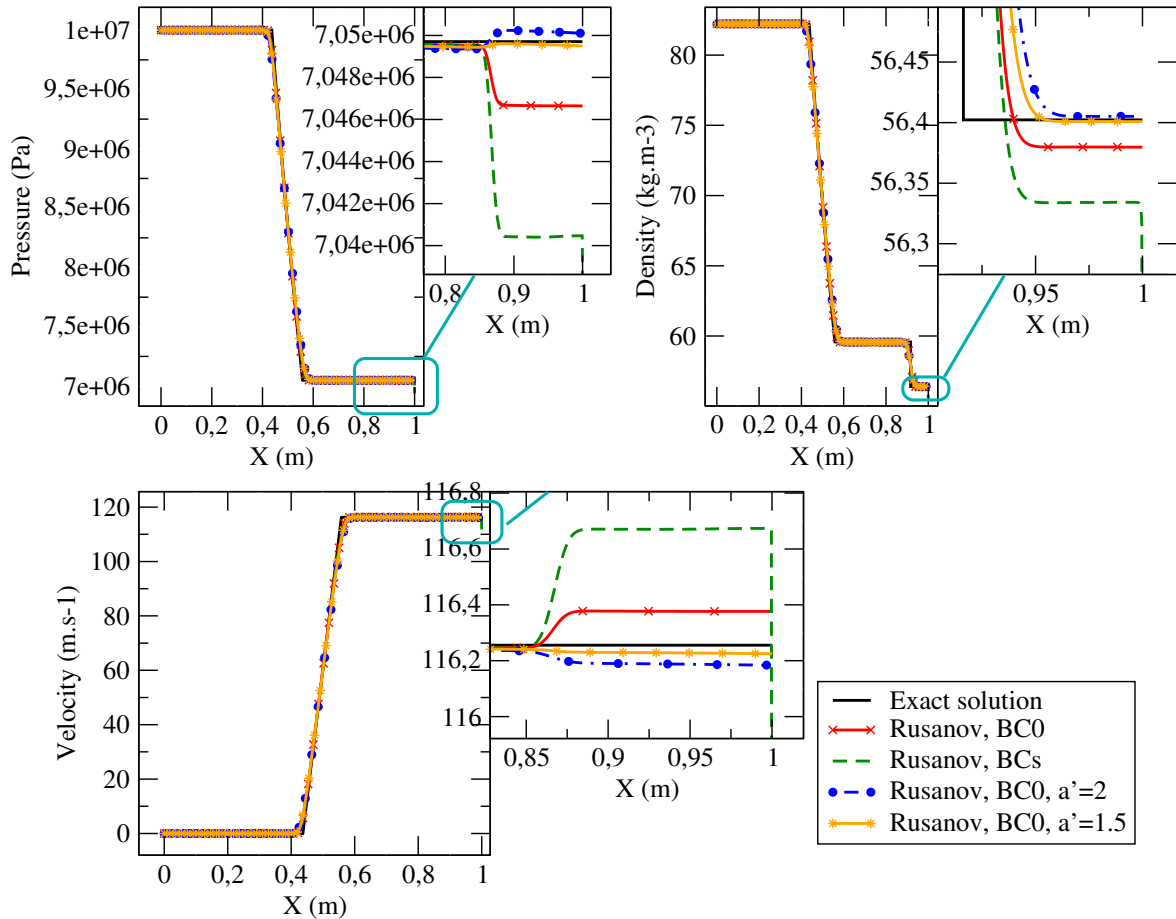 1e+07
9,5e+06
9e+06
8,5e+06
8e+06
7,5e+06
7e+06
Pressure (Pa)
0 0,2 0,4 0,6 0,8 1
X (m)
7,05e+06
7,048e+06
7,046e+06
7,044e+06
7,042e+06
7,04e+06
0,8 0,9 1
X (m)
80
75
70
65
60
Density (kg.m-3)
0 0,2 0,4 0,6 0,8 1
X (m)
56,45
56,4
56,35
56,3
0,95 1
X (m)
120
100
80
60
40
20
0
Velocity (m.s-1)
0 0,2 0,4 0,6 0,8 1
X (m)
116,8
116,6
116,4
116,2
116
0,85 0,9 0,95 1
X (m)
Exact solution
Rusanov, BC0
Rusanov, BCs
Rusanov, BC0, a'=2
Rusanov, BC0, a'=1.5